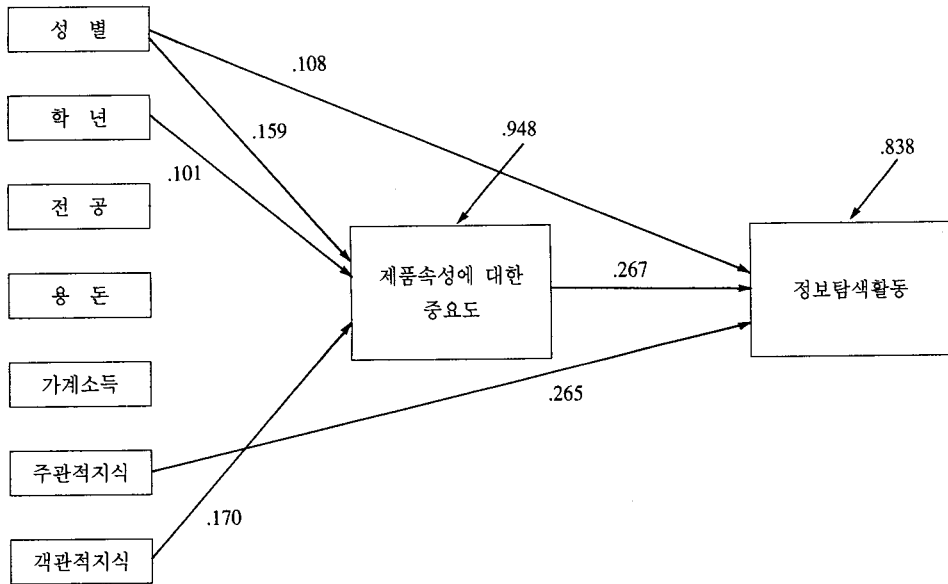 성 별
.108
학 년
.159
.948
.101
.838
전 공
제품속성에 대한
중요도
.267
정보탐색활동
용 돈
가계소득
.265
주관적지식
.170
객관적지식